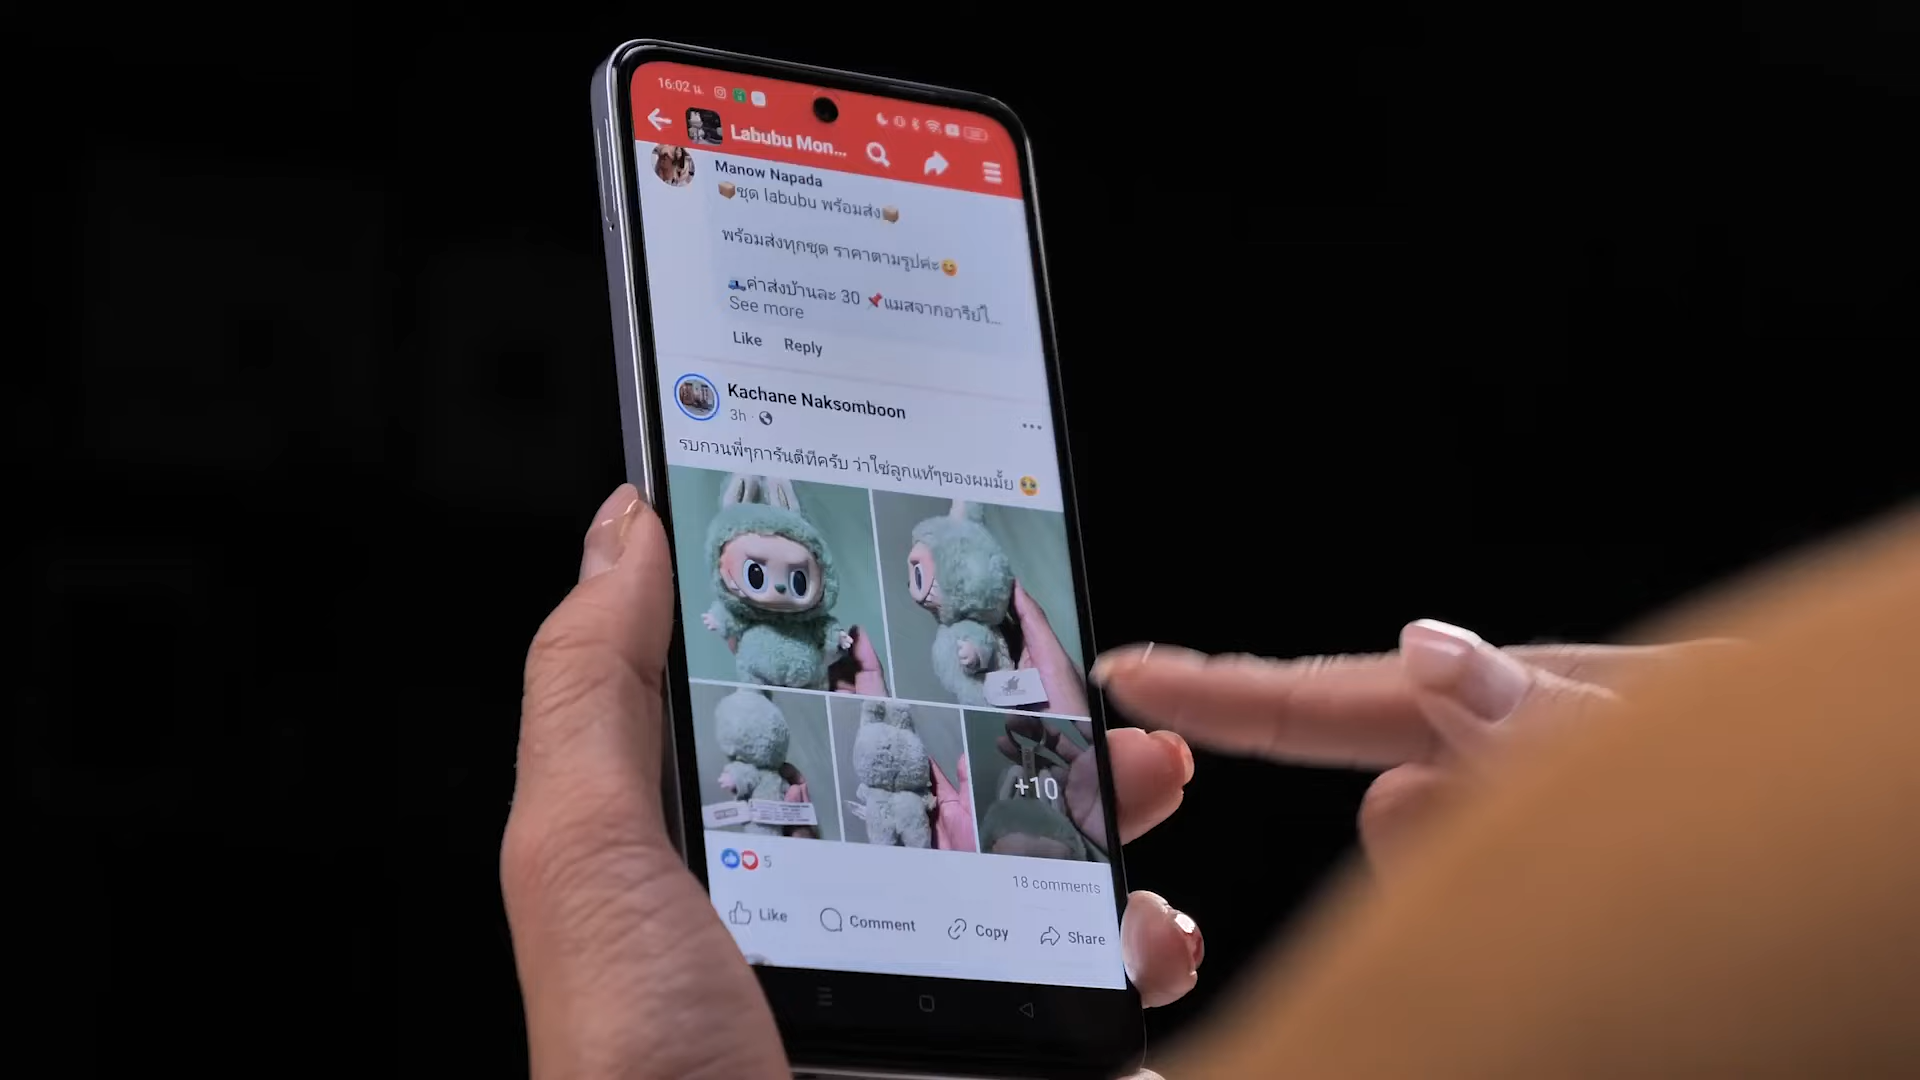 16:02 น.
Labubu Mon...
Manow Napada
📦ชุด labubu พร้อมส่ง📦
พร้อมส่งทุกชุด ราคาตามรูปค่ะ😊
🚚ค่าส่งบ้านละ 30 📌แมสจากอารีย์ไ...
See more
Like Reply
Kachane Naksomboon
3h ·
รบกวนพี่ๆการันตีทีครับ ว่าใช่ลูกแท้ๆของผมมั้ย 🥹
+10
5
18 comments
Like Comment Copy Share